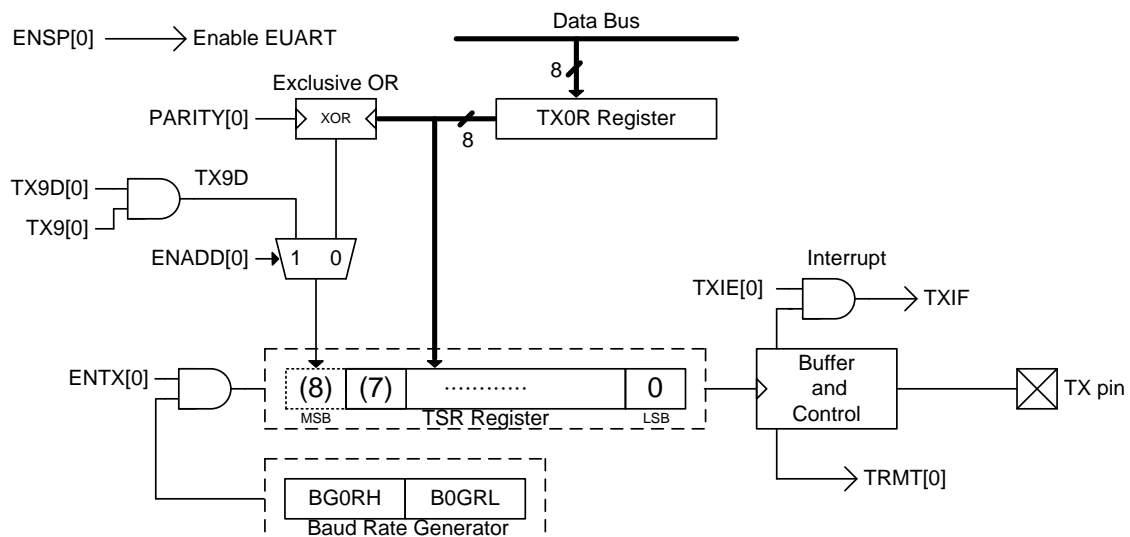 Data Bus
ENSP[0]
Enable EUART
8
Exclusive OR
PARITY[0]
XOR
TX0R Register
8
TX9D[0]
TX9D
TX9[0]
ENADD[0]
1 0
Interrupt
TXIE[0]
TXIF
ENTX[0]
(8) (7) ............ 0
MSB
TSR Register
LSB
Buffer
and
Control
TX pin
TRMT[0]
BG0RH B0GRL
Baud Rate Generator